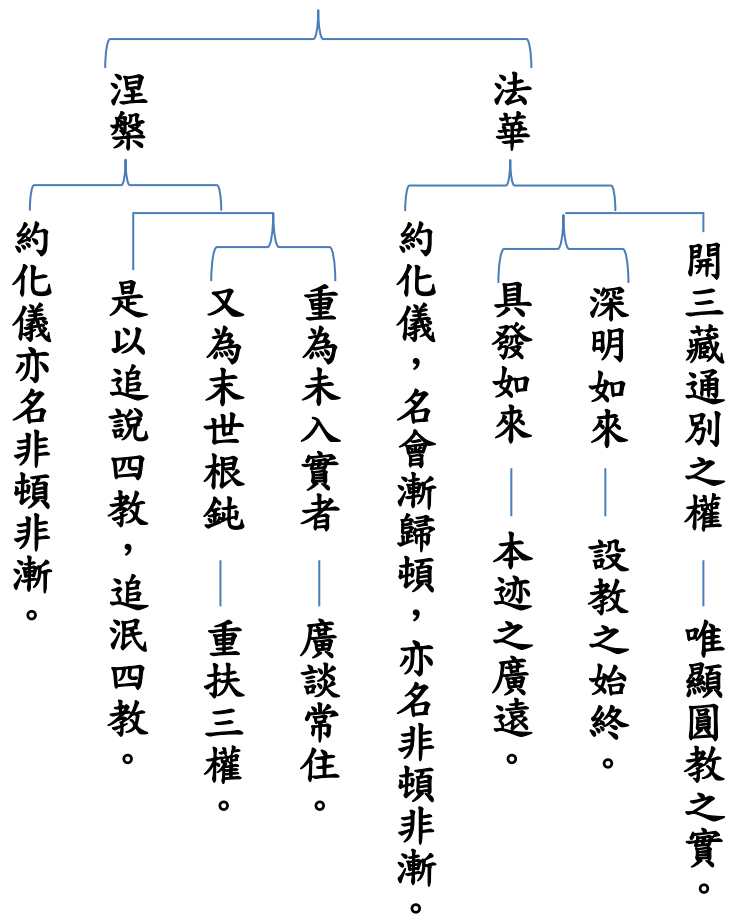 法華
開三藏通別之權
唯顯圓教之實。
深明如來
設教之始終。
具發如來
本迹之廣遠。
約化儀，名會漸歸頓，亦名非頓非漸。
涅槃
重為未入實者
廣談常住。
又為末世根鈍
重扶三權。
是以追說四教，追泯四教。
約化儀亦名非頓非漸。